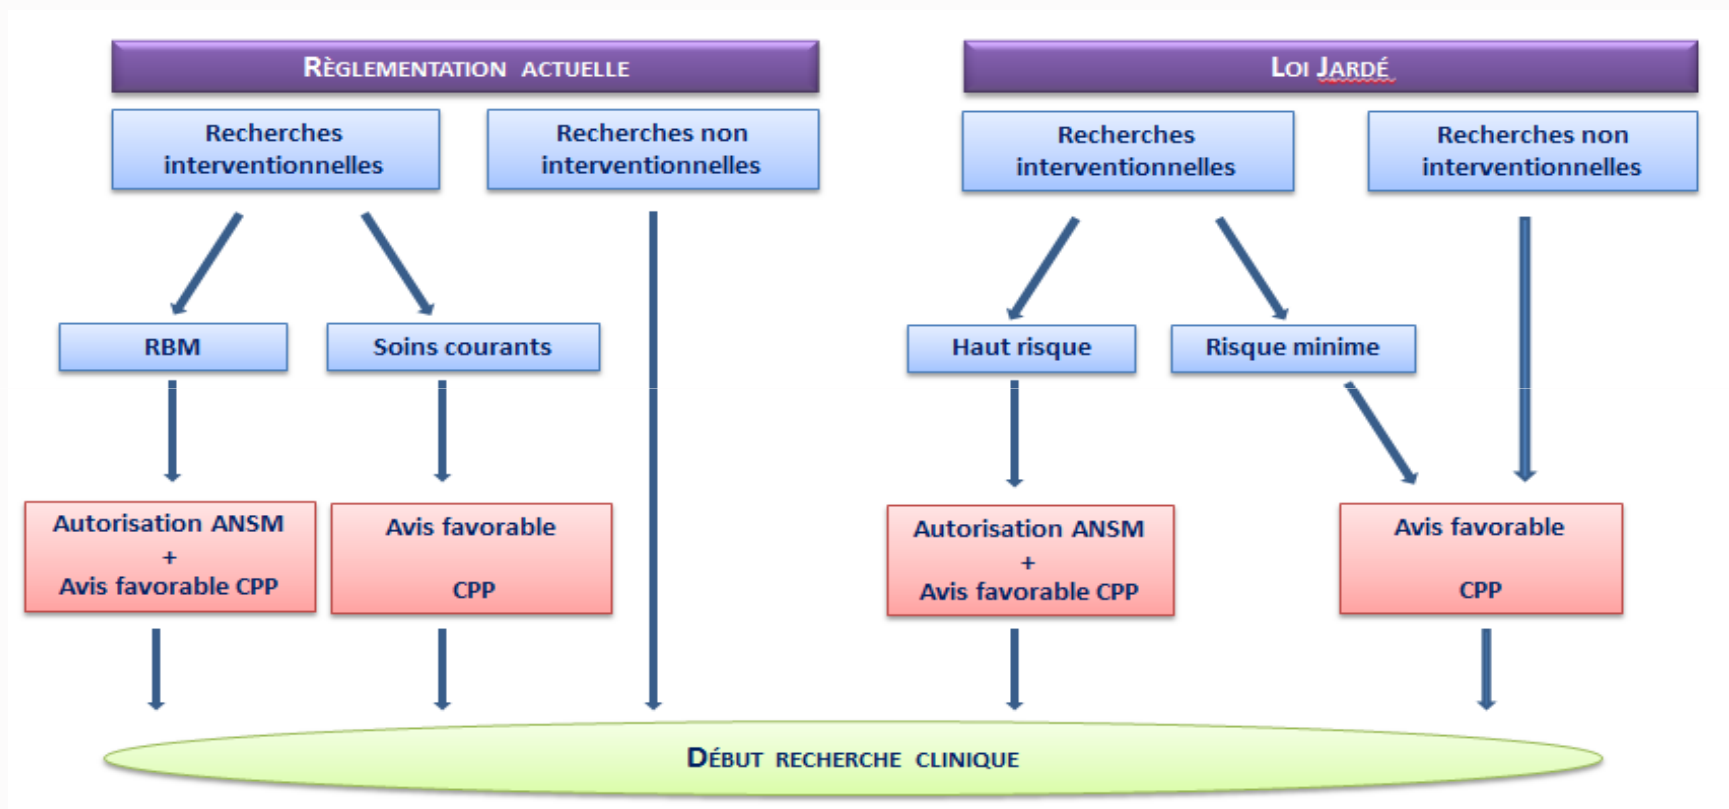 RÈGLEMENTATION ACTUELLE
Recherches
interventionnelles
Recherches non
interventionnelles
RBM
Soins courants
Autorisation ANSM
+
Avis favorable CPP
Avis favorable
CPP
LOI JARDÉ
Recherches
interventionnelles
Recherches non
interventionnelles
Haut risque
Risque minime
Autorisation ANSM
+
Avis favorable CPP
Avis favorable
CPP
DÉBUT RECHERCHE CLINIQUE